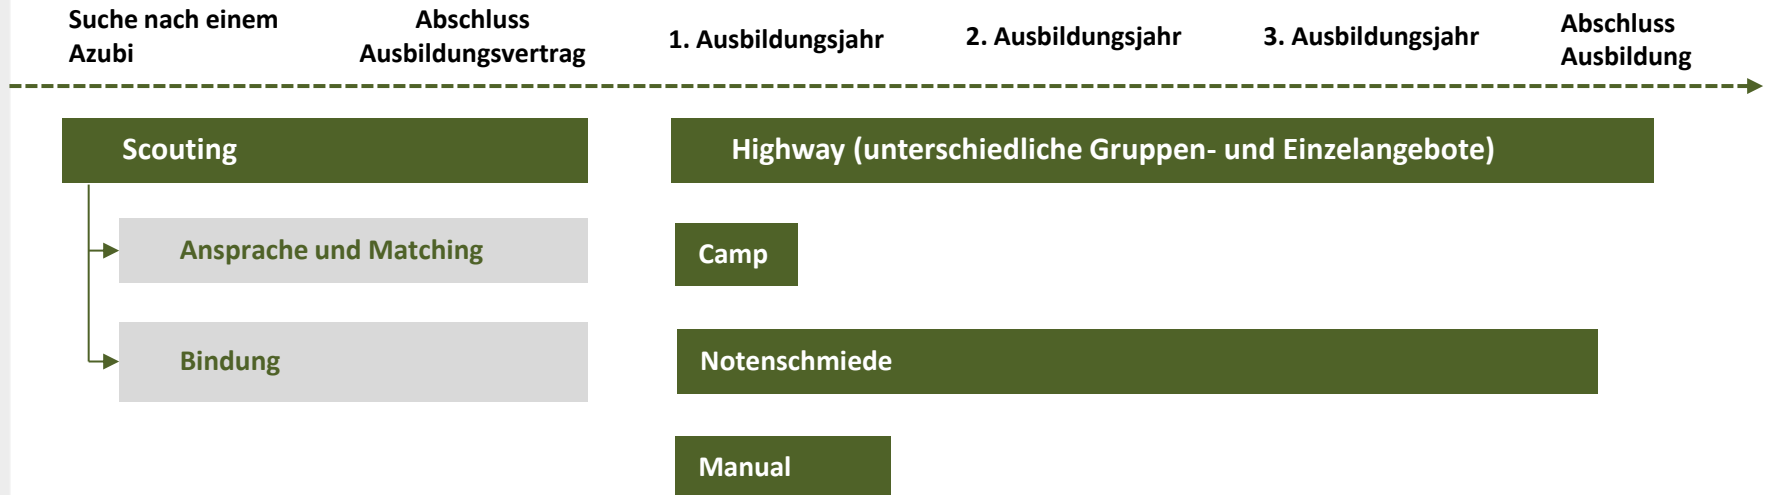 Suche nach einem
Azubi
Abschluss
Ausbildungsvertrag
1. Ausbildungsjahr
2. Ausbildungsjahr
3. Ausbildungsjahr
Abschluss
Ausbildung
Scouting
Highway (unterschiedliche Gruppen- und Einzelangebote)
Ansprache und Matching
Camp
Bindung
Notenschmiede
Manual